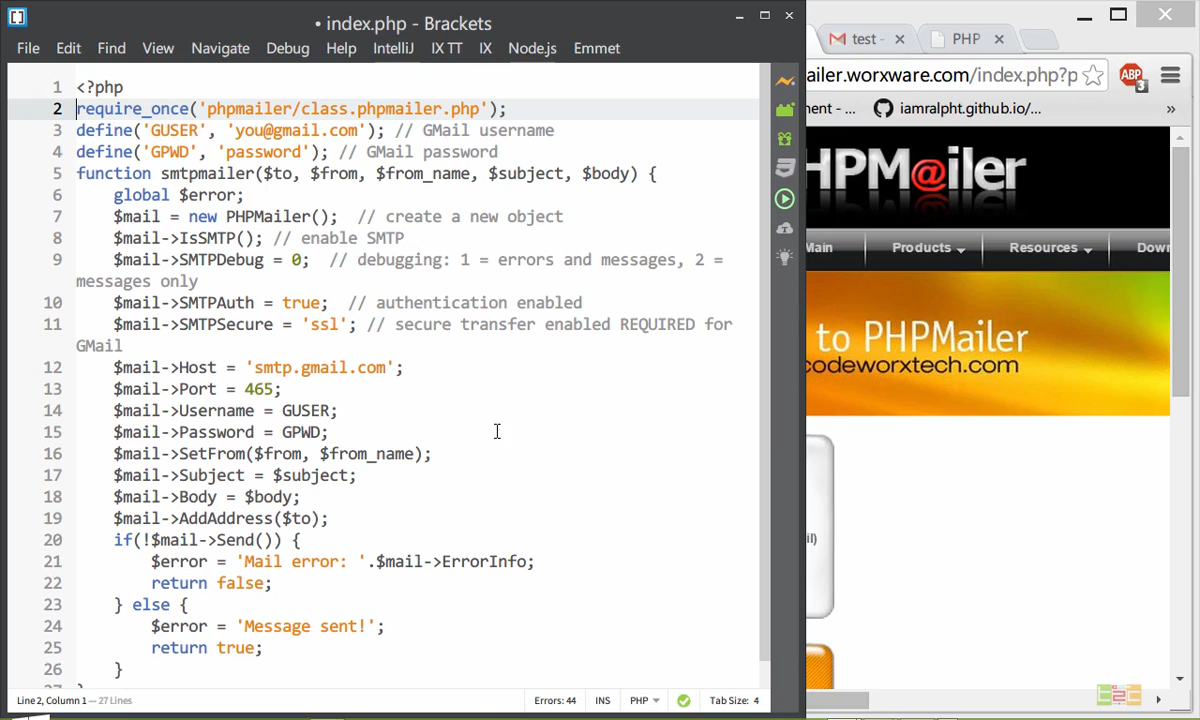 • index.php - Brackets
File Edit Find View Navigate Debug Help IntelliJ IX TT IX Node.js Emmet
1 <?php
2 require_once('phpmailer/class.phpmailer.php');
3 define('GUSER', 'you@gmail.com'); // GMail username
4 define('GPWD', 'password'); // GMail password
5 function smtpmailer($to, $from, $from_name, $subject, $body) {
6 global $error;
7 $mail = new PHPMailer(); // create a new object
8 $mail->IsSMTP(); // enable SMTP
9 $mail->SMTPDebug = 0; // debugging: 1 = errors and messages, 2 =
messages only
10 $mail->SMTPAuth = true; // authentication enabled
11 $mail->SMTPSecure = 'ssl'; // secure transfer enabled REQUIRED for
GMail
12 $mail->Host = 'smtp.gmail.com';
13 $mail->Port = 465;
14 $mail->Username = GUSER;
15 $mail->Password = GPWD;
16 $mail->SetFrom($from, $from_name);
17 $mail->Subject = $subject;
18 $mail->Body = $body;
19 $mail->AddAddress($to);
20 if(!$mail->Send()) {
21 $error = 'Mail error: '.$mail->ErrorInfo;
22 return false;
23 } else {
24 $error = 'Message sent!';
25 return true;
26 }
Line 2, Column 1 — 27 Lines
Errors: 44 INS PHP Tab Size: 4
test - PHP
ailer.worxware.com/index.php?p
ABP 3
ment - ... iamralpht.github.io/... »
HPM@iler
Main Products Resources Down
to PHPMailer
codeworxtech.com
il)
C2C